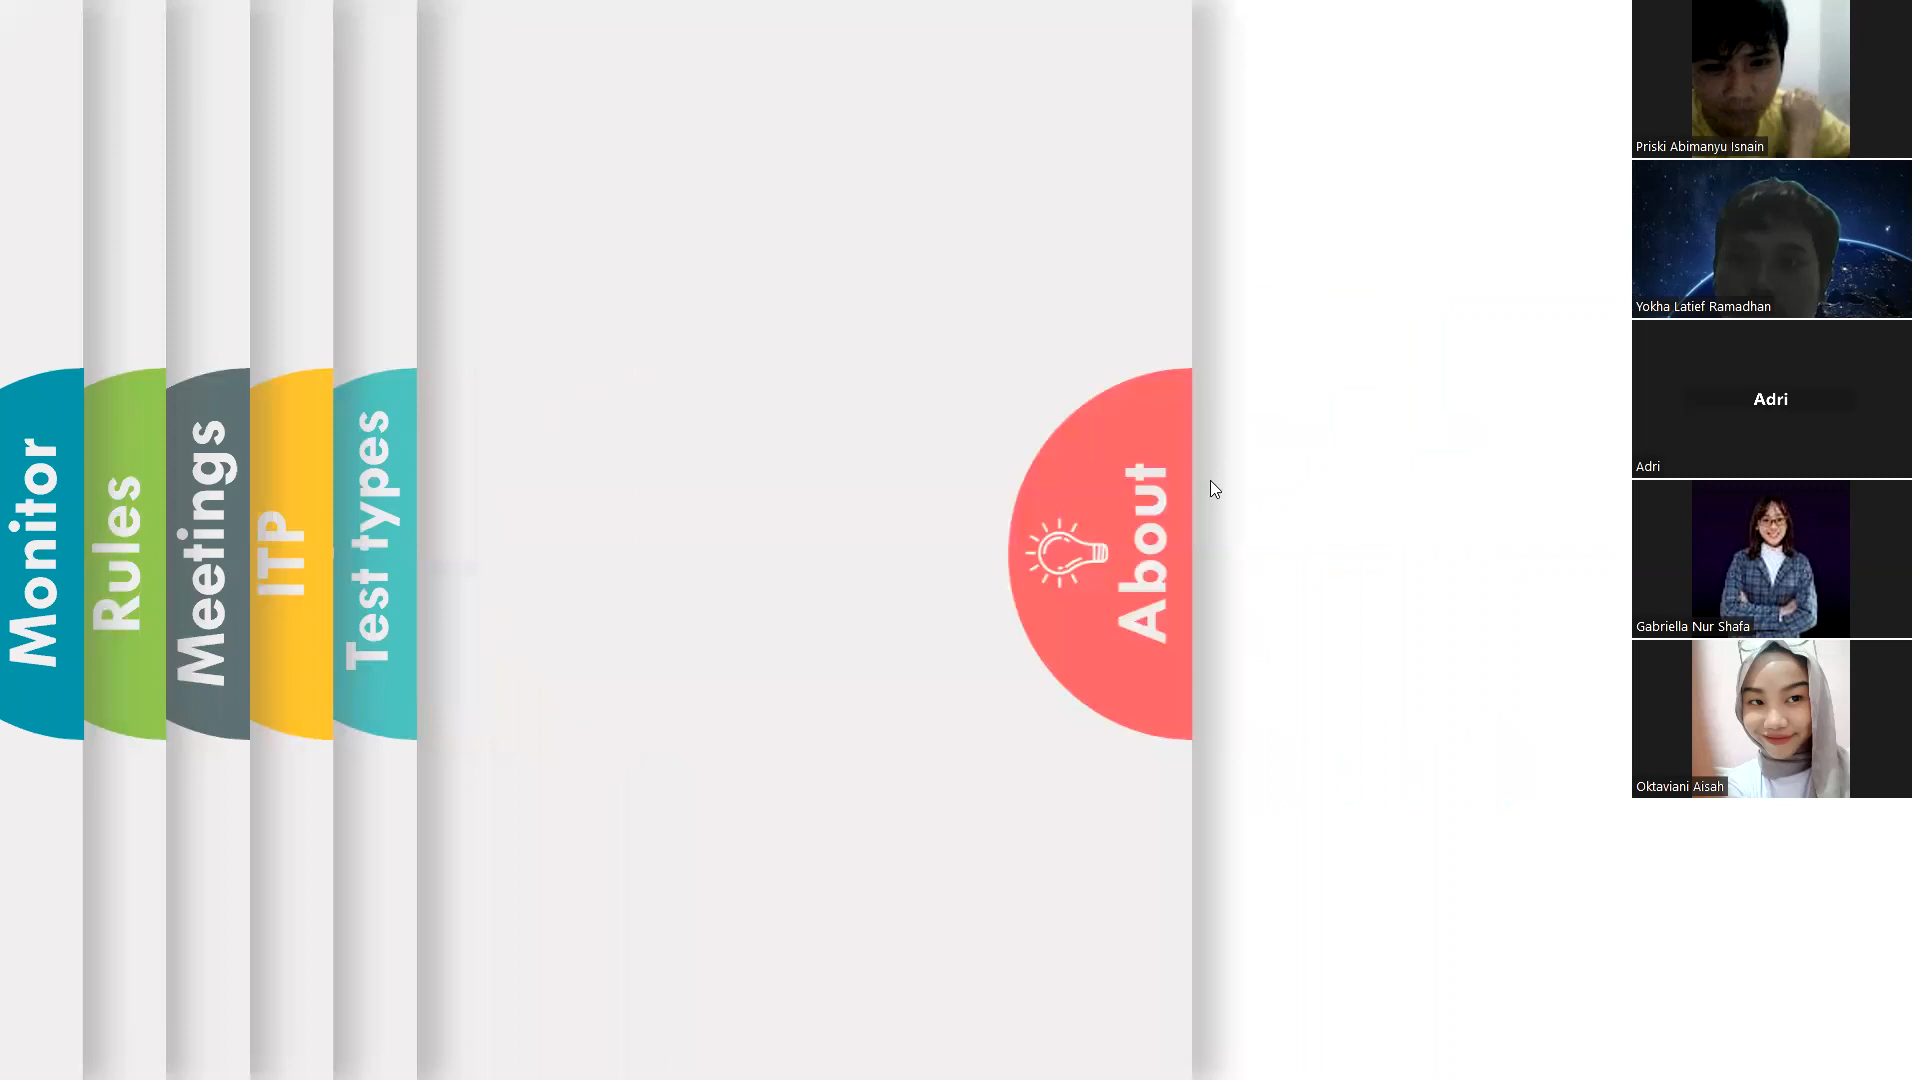 Monitor
Rules
Meetings
ITP
Test types
About
Priski Abimanyu Isnain
Yokha Latief Ramadhan
Adri
Adri
Gabriella Nur Shafa
Oktaviani Aisah